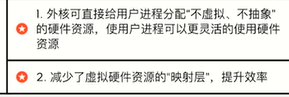 1. 外核可直接给用户进程分配“不虚拟、不抽象”
的硬件资源，使用户进程可以更灵活的使用硬件
资源
2. 减少了虚拟硬件资源的“映射层”，提升效率